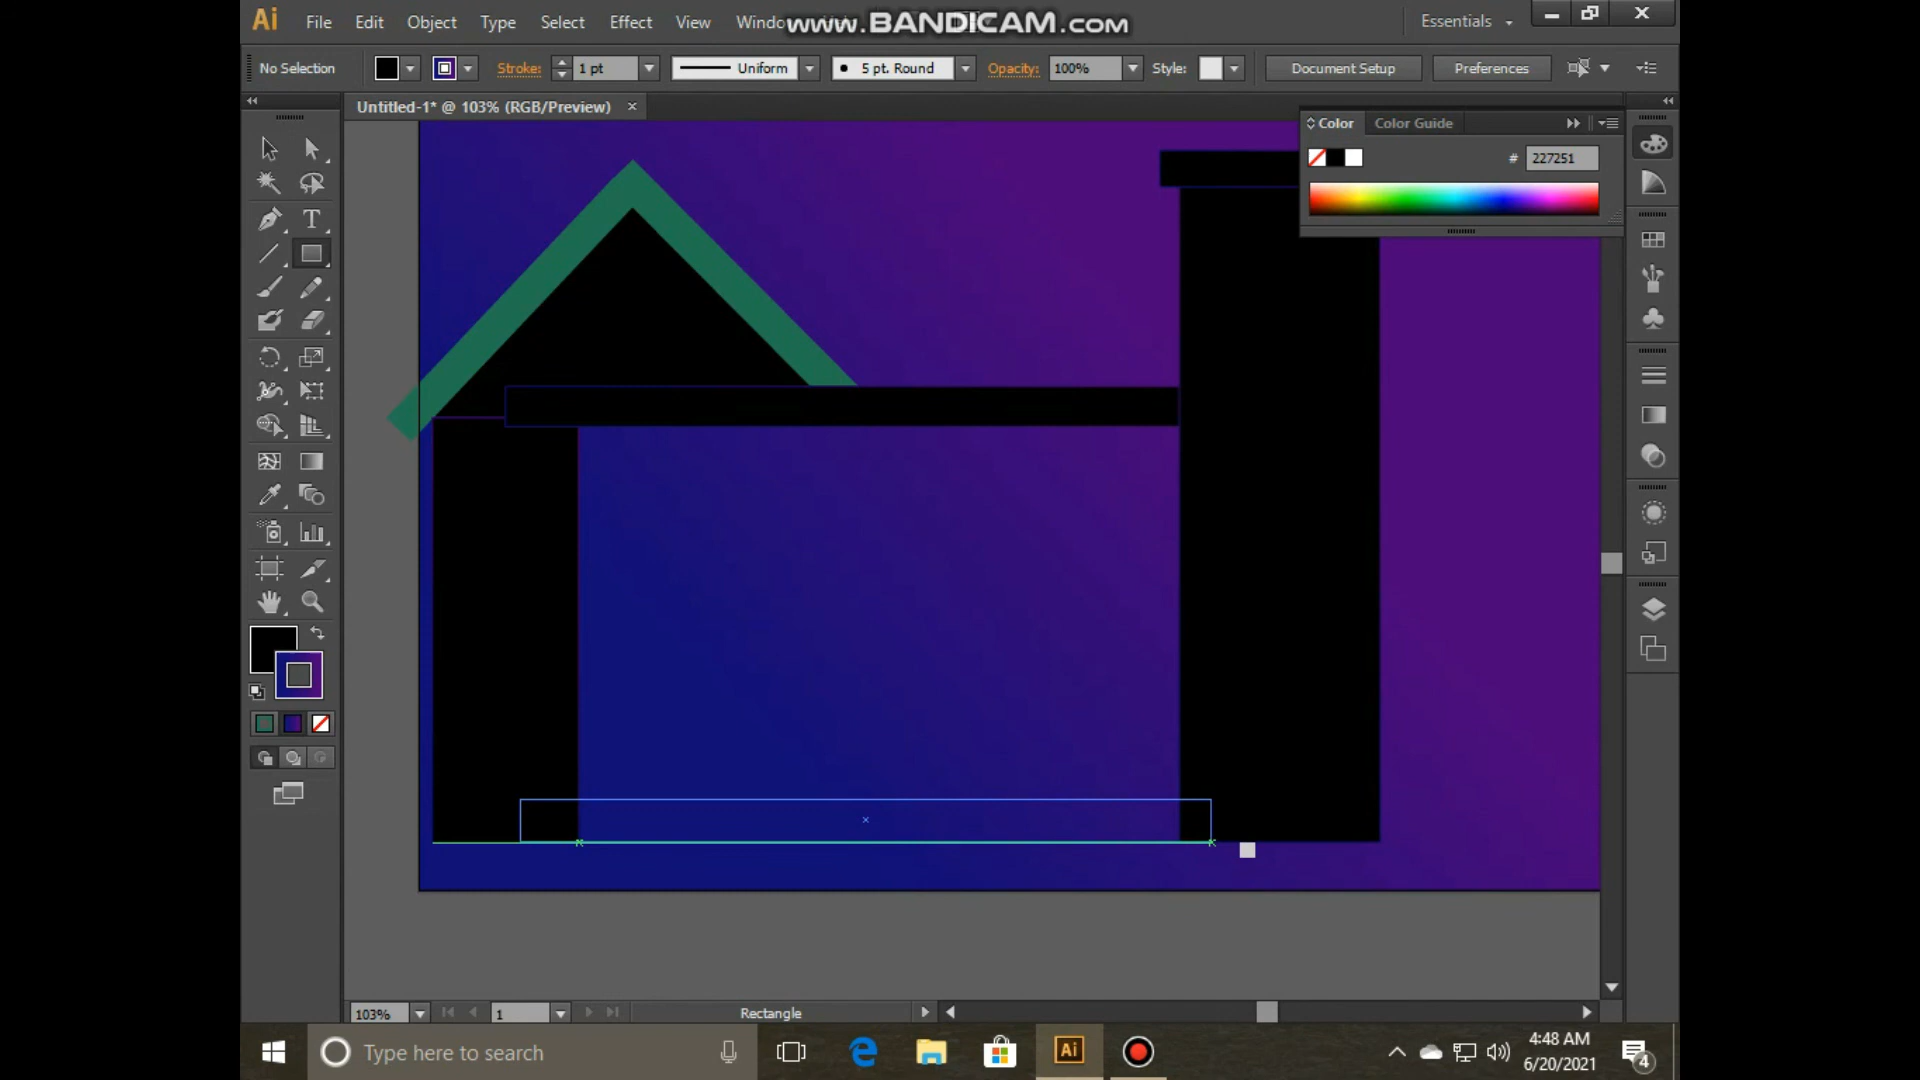 Ai File Edit Object Type Select Effect View Window
www.BANDICAM.com
Essentials
No Selection Stroke: 1 pt Uniform 5 pt. Round Opacity: 100% Style: Document Setup Preferences
Untitled-1* @ 103% (RGB/Preview) ×
Color Color Guide
# 227251
T
103% 1 Rectangle
Type here to search
Ai
4:48 AM
6/20/2021
4